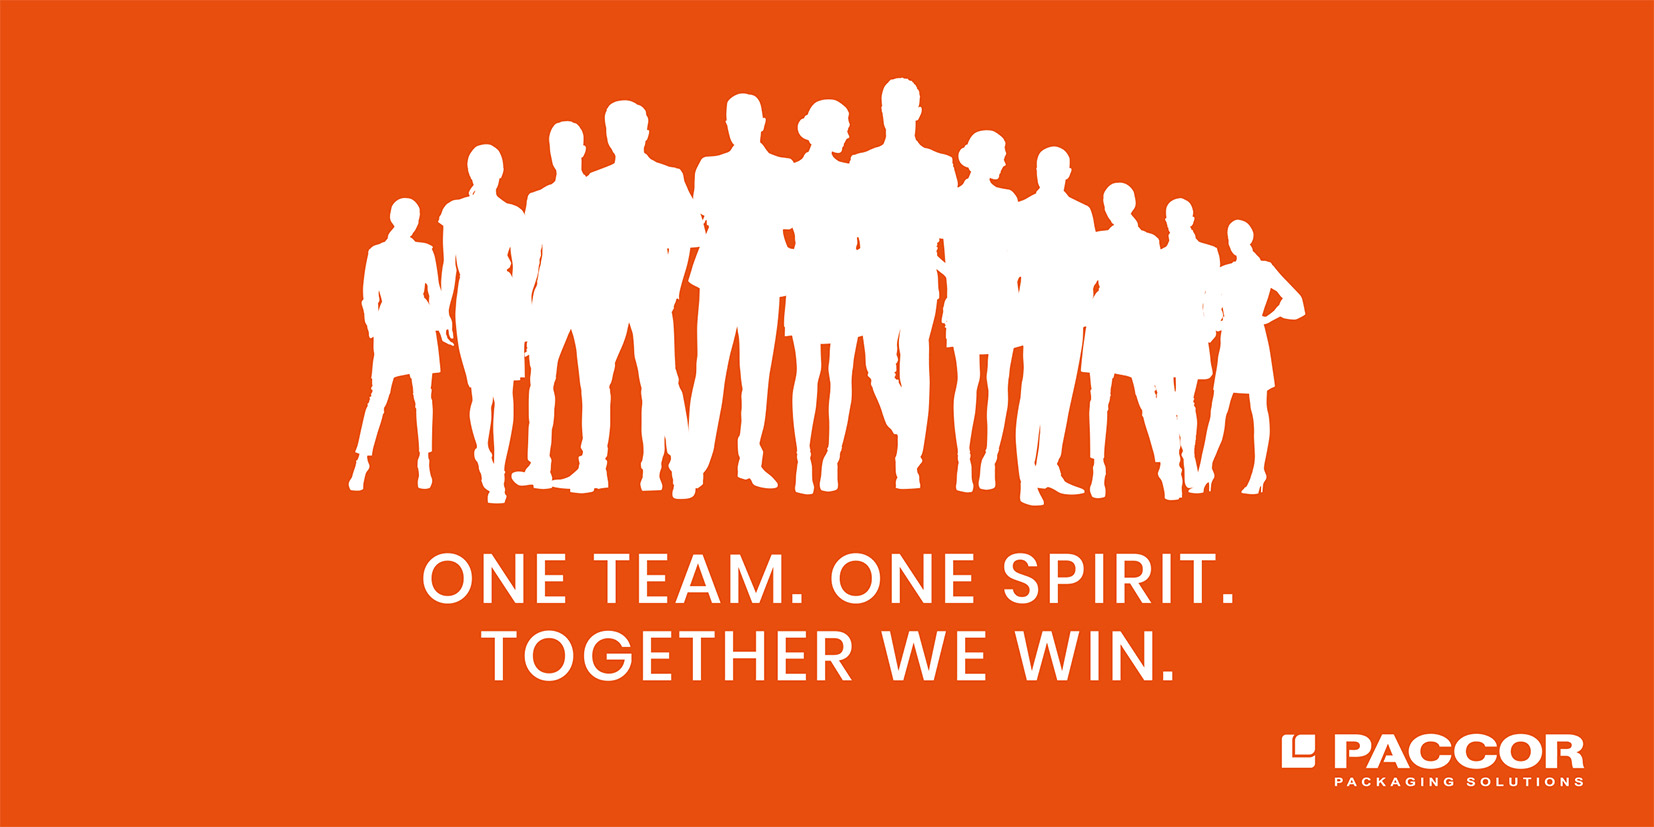 ONE TEAM. ONE SPIRIT.
TOGETHER WE WIN.
PACCOR
PACKAGING SOLUTIONS